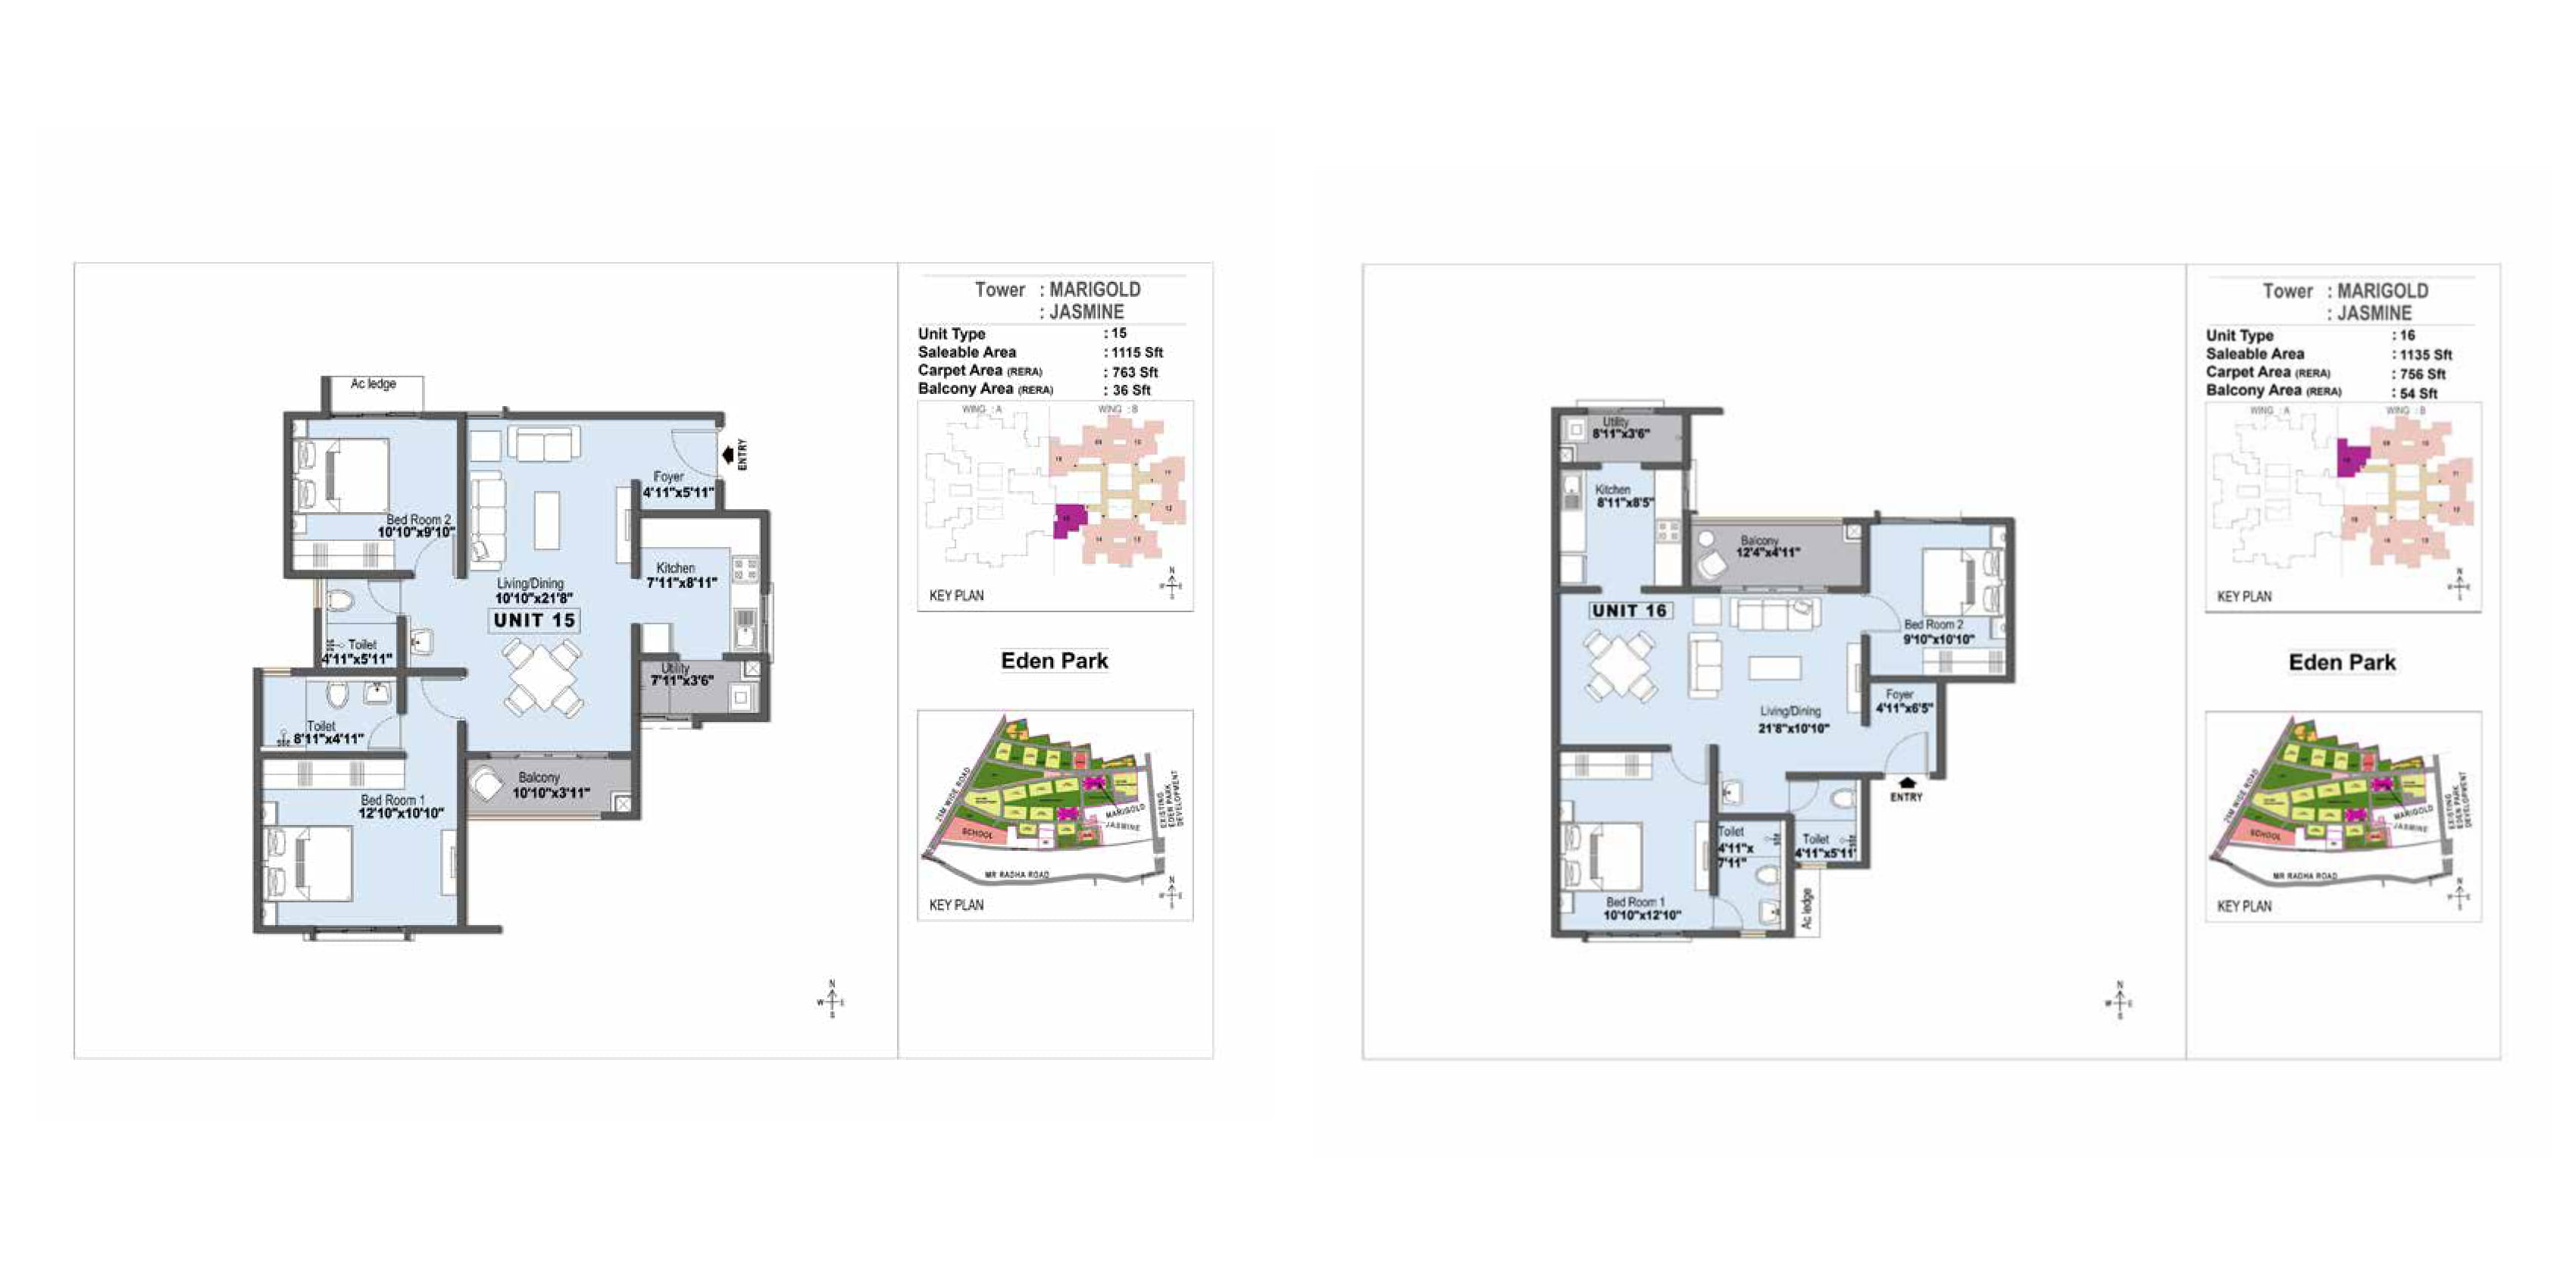 Ac ledge
Bed Room 2
10'10"x9'10"
Foyer
4'11"x5'11"
ENTRY
Living/Dining
10'10"x21'8"
UNIT 15
Kitchen
7'11"x8'11"
Toilet
4'11"x5'11"
Utility
7'11"x3'6"
Toilet
8'11"x4'11"
Balcony
10'10"x3'11"
Bed Room 1
12'10"x10'10"
N
W E
S
Tower : MARIGOLD
: JASMINE
Unit Type : 15
Saleable Area : 1115 Sft
Carpet Area (RERA) : 763 Sft
Balcony Area (RERA) : 36 Sft
WING : A WING : B
KEY PLAN
N
W E
S
Eden Park
25M WIDE ROAD
SCHOOL
MARIGOLD
JASMINE
EXISTING
EDEN PARK
DEVELOPMENT
MR RADHA ROAD
KEY PLAN
N
W E
S
Utility
8'11"x3'6"
Kitchen
8'11"x8'5"
Balcony
12'4"x4'11"
UNIT 16
Bed Room 2
9'10"x10'10"
Foyer
4'11"x6'5"
Living/Dining
21'8"x10'10"
ENTRY
Toilet
4'11"x
7'11"
Toilet
4'11"x5'11"
Bed Room 1
10'10"x12'10"
Ac ledge
N
W E
S
Tower : MARIGOLD
: JASMINE
Unit Type : 16
Saleable Area : 1135 Sft
Carpet Area (RERA) : 756 Sft
Balcony Area (RERA) : 54 Sft
WING : A WING : B
KEY PLAN
N
W E
S
Eden Park
25M WIDE ROAD
SCHOOL
MARIGOLD
JASMINE
EXISTING
EDEN PARK
DEVELOPMENT
MR RADHA ROAD
KEY PLAN
N
W E
S